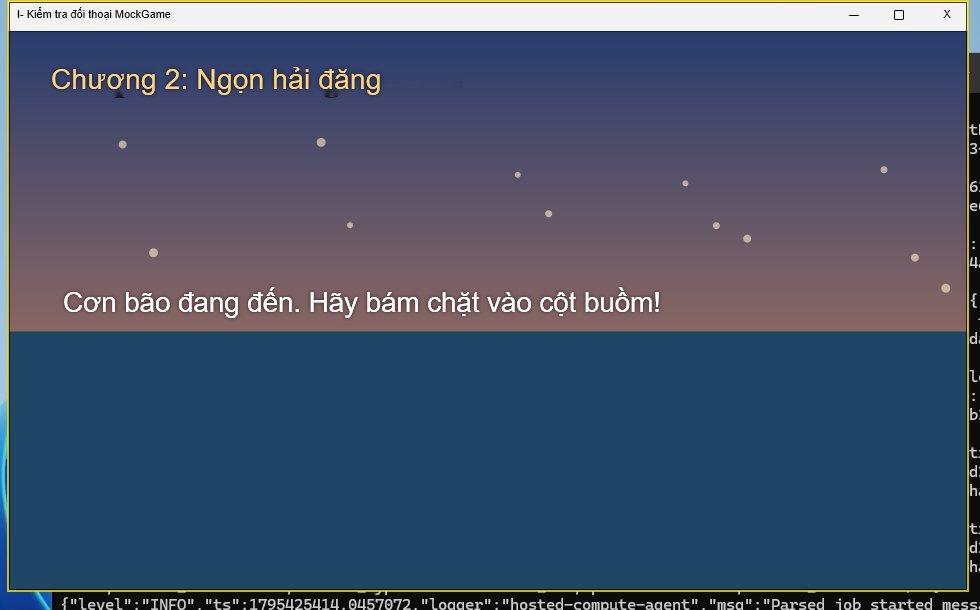 I- Kiểm tra đối thoại MockGame
Chương 2: Ngọn hải đăng
Cơn bão đang đến. Hãy bám chặt vào cột buồm!
{"level":"INFO","ts":1795425414.0457072,"logger":"hosted-compute-agent","msg":"Parsed job started mes